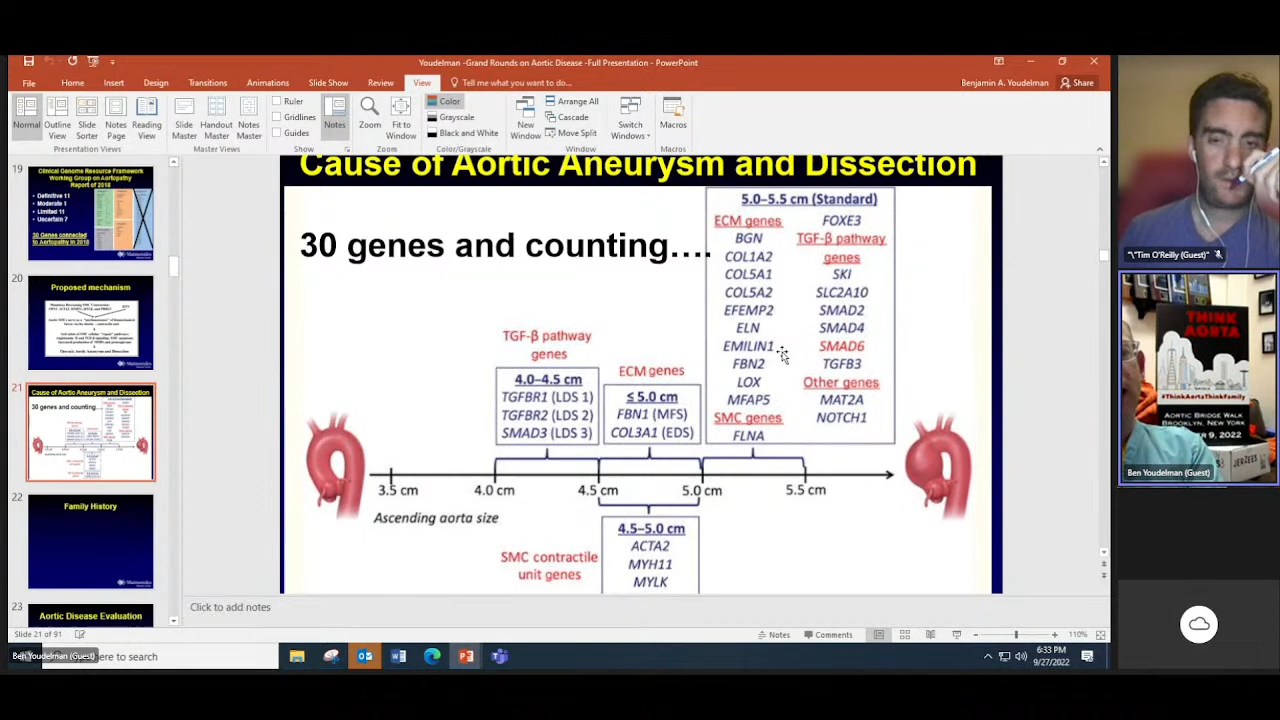 Youdelman -Grand Rounds on Aortic Disease -Full Presentation - PowerPoint
File Home Insert Design Transitions Animations Slide Show Review View Tell me what you want to do... Benjamin A. Youdelman Share
Normal
Outline View
Slide Sorter
Notes Page
Reading View
Presentation Views
Slide Master
Handout Master
Notes Master
Master Views
Ruler
Gridlines
Guides
Show
Notes
Zoom
Fit to Window
Zoom
Color
Grayscale
Black and White
Color/Grayscale
New Window
Arrange All
Cascade
Move Split
Window
Switch Windows
Macros
Macros
19
Clinical Genome Resource Framework
Working Group on Aortopathy
Report of 2018
Definitive 11
Moderate 1
Limited 11
Uncertain 7
30 Genes connected
to Aortopathy in 2018
20
Proposed mechanism
21
Cause of Aortic Aneurysm and Dissection
30 genes and counting....
22
Family History
23
Aortic Disease Evaluation
Cause of Aortic Aneurysm and Dissection
30 genes and counting….
5.0–5.5 cm (Standard)
ECM genes
BGN
COL1A2
COL5A1
COL5A2
EFEMP2
ELN
EMILIN1
FBN2
LOX
MFAP5
SMC genes
FLNA
FOXE3
TGF-β pathway
genes
SKI
SLC2A10
SMAD2
SMAD4
SMAD6
TGFB3
Other genes
MAT2A
NOTCH1
TGF-β pathway
genes
4.0–4.5 cm
TGFBR1 (LDS 1)
TGFBR2 (LDS 2)
SMAD3 (LDS 3)
ECM genes
≤ 5.0 cm
FBN1 (MFS)
COL3A1 (EDS)
3.5 cm 4.0 cm 4.5 cm 5.0 cm 5.5 cm
Ascending aorta size
SMC contractile
unit genes
4.5–5.0 cm
ACTA2
MYH11
MYLK
Click to add notes
Slide 21 of 91
Notes Comments 110%
Ben Youdelman (Guest)
to search
6:33 PM
9/27/2022
"\"Tim O'Reilly (Guest)
THINK
AORTA
#ThinkAortaThinkFamily
AORTIC BRIDGE WALK
BROOKLYN, NEW YORK
9, 2022
JERZEES
Ben Youdelman (Guest)